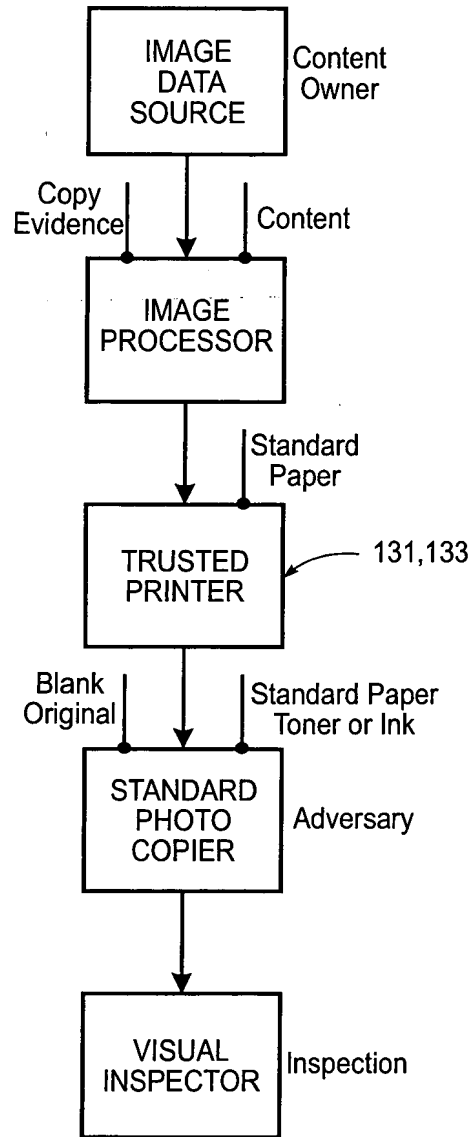 IMAGE
DATA
SOURCE
Content
Owner
Copy
Evidence
Content
IMAGE
PROCESSOR
Standard
Paper
TRUSTED
PRINTER
131,133
Blank
Original
Standard Paper
Toner or Ink
STANDARD
PHOTO
COPIER
Adversary
VISUAL
INSPECTOR
Inspection